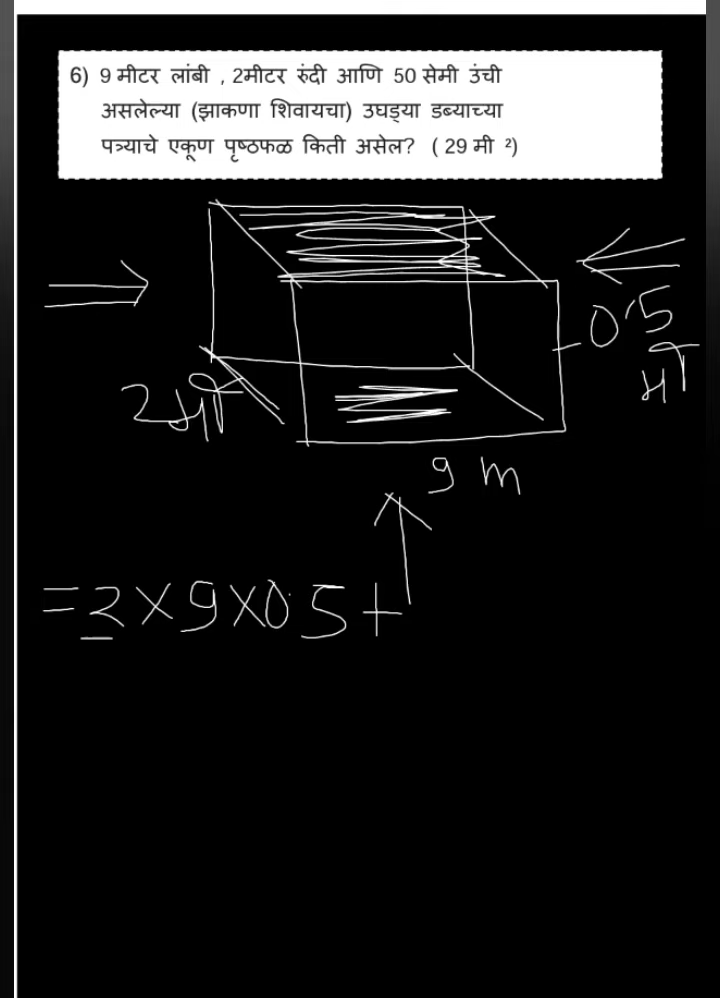 6) 9 मीटर लांबी , 2मीटर रुंदी आणि 50 सेमी उंची
असलेल्या (झाकणा शिवायचा) उघड्या डब्याच्या
पत्र्याचे एकूण पृष्ठफळ किती असेल? ( 29 मी ²)
0.5
मी
2मी
9 m
=2×9×0.5+